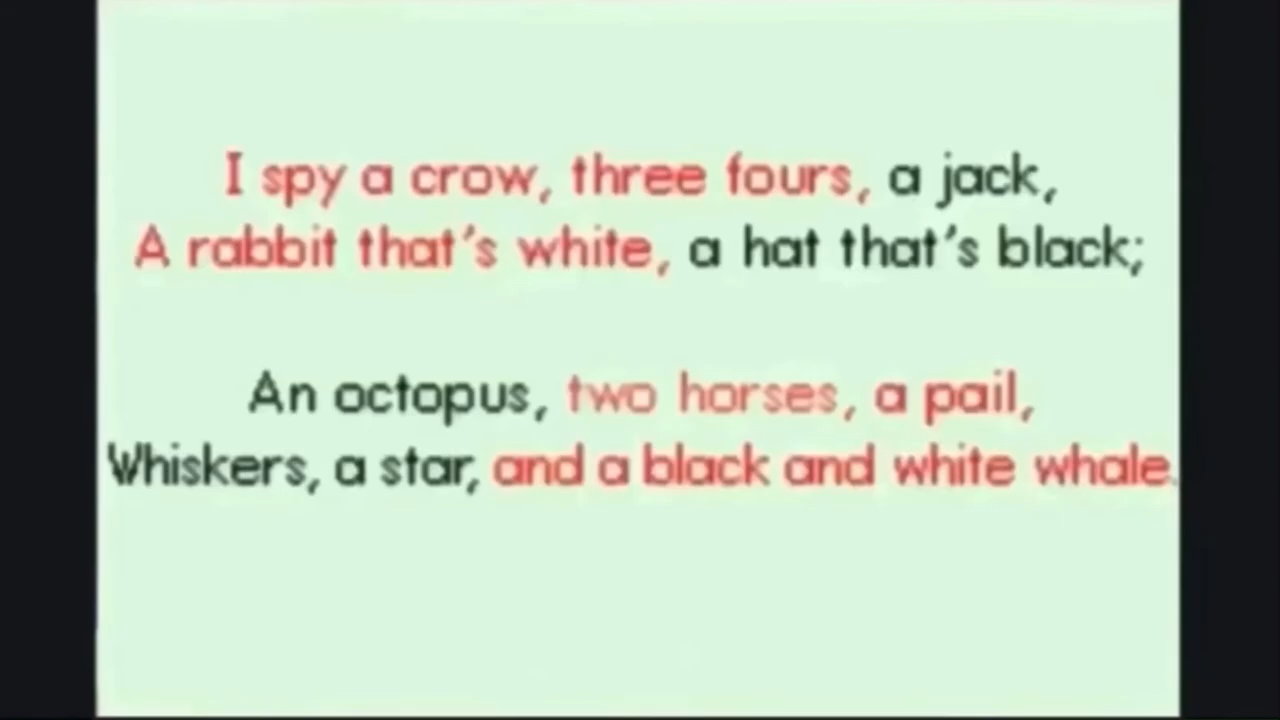 I spy a crow, three fours, a jack,
A rabbit that's white, a hat that's black;
An octopus, two horses, a pail,
Whiskers, a star, and a black and white whale.